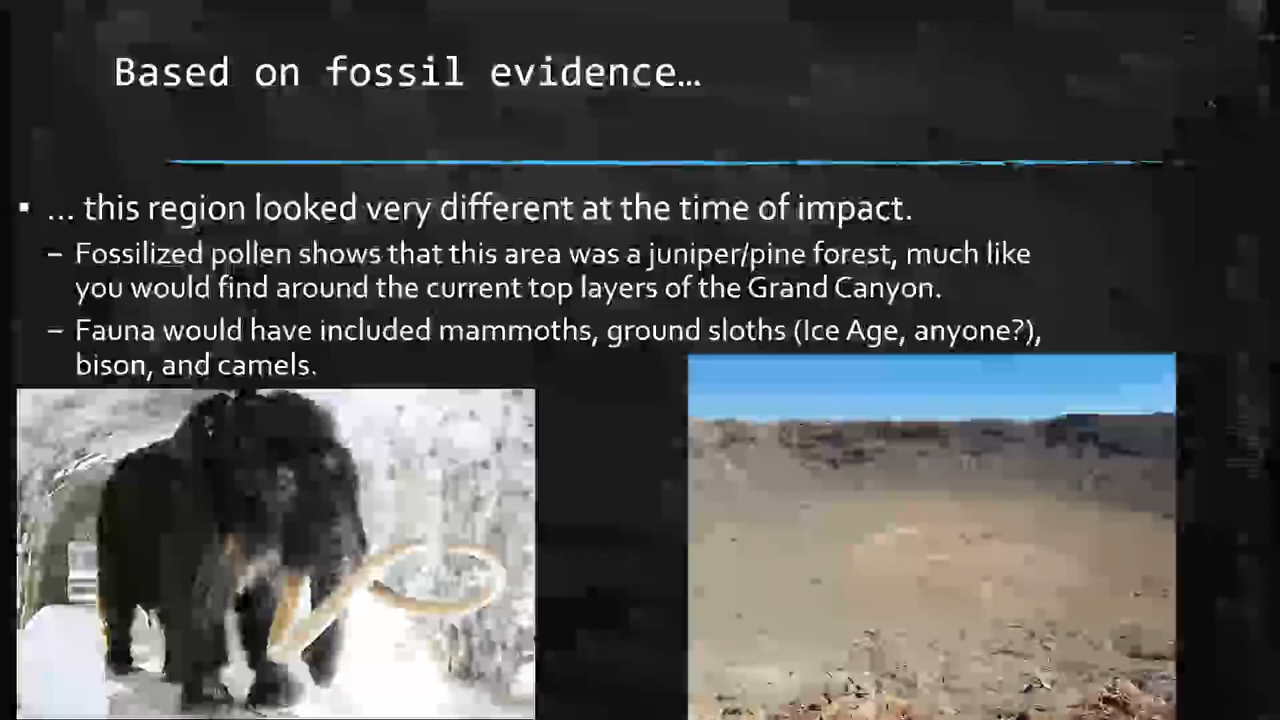 Based on fossil evidence…
▪ … this region looked very different at the time of impact.
– Fossilized pollen shows that this area was a juniper/pine forest, much like
you would find around the current top layers of the Grand Canyon.
– Fauna would have included mammoths, ground sloths (Ice Age, anyone?),
bison, and camels.